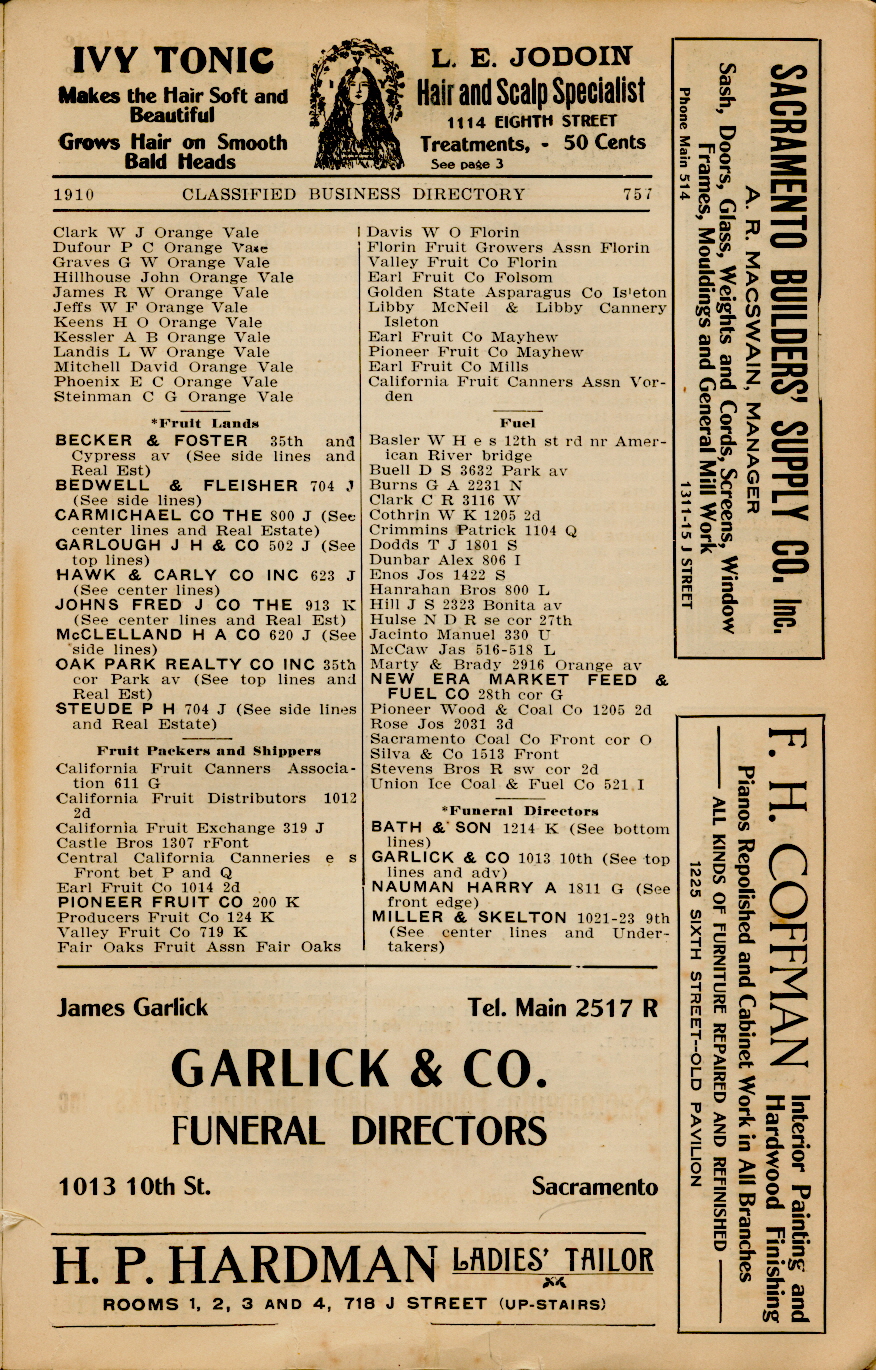 IVY TONIC
Makes the Hair Soft and
Beautiful
Grows Hair on Smooth
Bald Heads
L. E. JODOIN
Hair and Scalp Specialist
1114 EIGHTH STREET
Treatments, - 50 Cents
See page 3
1910 CLASSIFIED BUSINESS DIRECTORY 757
Clark W J Orange Vale
Dufour P C Orange Vale
Graves G W Orange Vale
Hillhouse John Orange Vale
James R W Orange Vale
Jeffs W F Orange Vale
Keens H O Orange Vale
Kessler A B Orange Vale
Landis L W Orange Vale
Mitchell David Orange Vale
Phoenix E C Orange Vale
Steinman C G Orange Vale
*Fruit Lands
BECKER & FOSTER 35th and
Cypress av (See side lines and
Real Est)
BEDWELL & FLEISHER 704 J
(See side lines)
CARMICHAEL CO THE 800 J (See
center lines and Real Estate)
GARLOUGH J H & CO 502 J (See
top lines)
HAWK & CARLY CO INC 623 J
(See center lines)
JOHNS FRED J CO THE 913 K
(See center lines and Real Est)
McCLELLAND H A CO 620 J (See
side lines)
OAK PARK REALTY CO INC 35th
cor Park av (See top lines and
Real Est)
STEUDE P H 704 J (See side lines
and Real Estate)
Fruit Packers and Shippers
California Fruit Canners Associa-
tion 611 G
California Fruit Distributors 1012
2d
California Fruit Exchange 319 J
Castle Bros 1307 rFont
Central California Canneries e s
Front bet P and Q
Earl Fruit Co 1014 2d
PIONEER FRUIT CO 200 K
Producers Fruit Co 124 K
Valley Fruit Co 719 K
Fair Oaks Fruit Assn Fair Oaks
Davis W O Florin
Florin Fruit Growers Assn Florin
Valley Fruit Co Florin
Earl Fruit Co Folsom
Golden State Asparagus Co Isleton
Libby McNeil & Libby Cannery
Isleton
Earl Fruit Co Mayhew
Pioneer Fruit Co Mayhew
Earl Fruit Co Mills
California Fruit Canners Assn Vor-
den
Fuel
Basler W H e s 12th st rd nr Amer-
ican River bridge
Buell D S 3632 Park av
Burns G A 2231 N
Clark C R 3116 W
Cothrin W K 1205 2d
Crimmins Patrick 1104 Q
Dodds T J 1801 S
Dunbar Alex 806 I
Enos Jos 1422 S
Hanrahan Bros 800 L
Hill J S 2323 Bonita av
Hulse N D R se cor 27th
Jacinto Manuel 330 U
McCaw Jas 516-518 L
Marty & Brady 2916 Orange av
NEW ERA MARKET FEED &
FUEL CO 28th cor G
Pioneer Wood & Coal Co 1205 2d
Rose Jos 2031 3d
Sacramento Coal Co Front cor O
Silva & Co 1513 Front
Stevens Bros R sw cor 2d
Union Ice Coal & Fuel Co 521 I
*Funeral Directors
BATH & SON 1214 K (See bottom
lines)
GARLICK & CO 1013 10th (See top
lines and adv)
NAUMAN HARRY A 1811 G (See
front edge)
MILLER & SKELTON 1021-23 9th
(See center lines and Under-
takers)
James Garlick Tel. Main 2517 R
GARLICK & CO.
FUNERAL DIRECTORS
1013 10th St. Sacramento
H. P. HARDMAN LADIES' TAILOR
ROOMS 1, 2, 3 AND 4, 718 J STREET (UP-STAIRS)
SACRAMENTO BUILDERS' SUPPLY CO. Inc.
A. R. MACSWAIN, MANAGER
Sash, Doors, Glass, Weights and Cords, Screens, Window
Frames, Mouldings and General Mill Work
Phone Main 514 1311-15 J STREET
F. H. COFFMAN Interior Painting and
Hardwood Finishing
Pianos Repolished and Cabinet Work in All Branches
ALL KINDS OF FURNITURE REPAIRED AND REFINISHED
1225 SIXTH STREET--OLD PAVILION